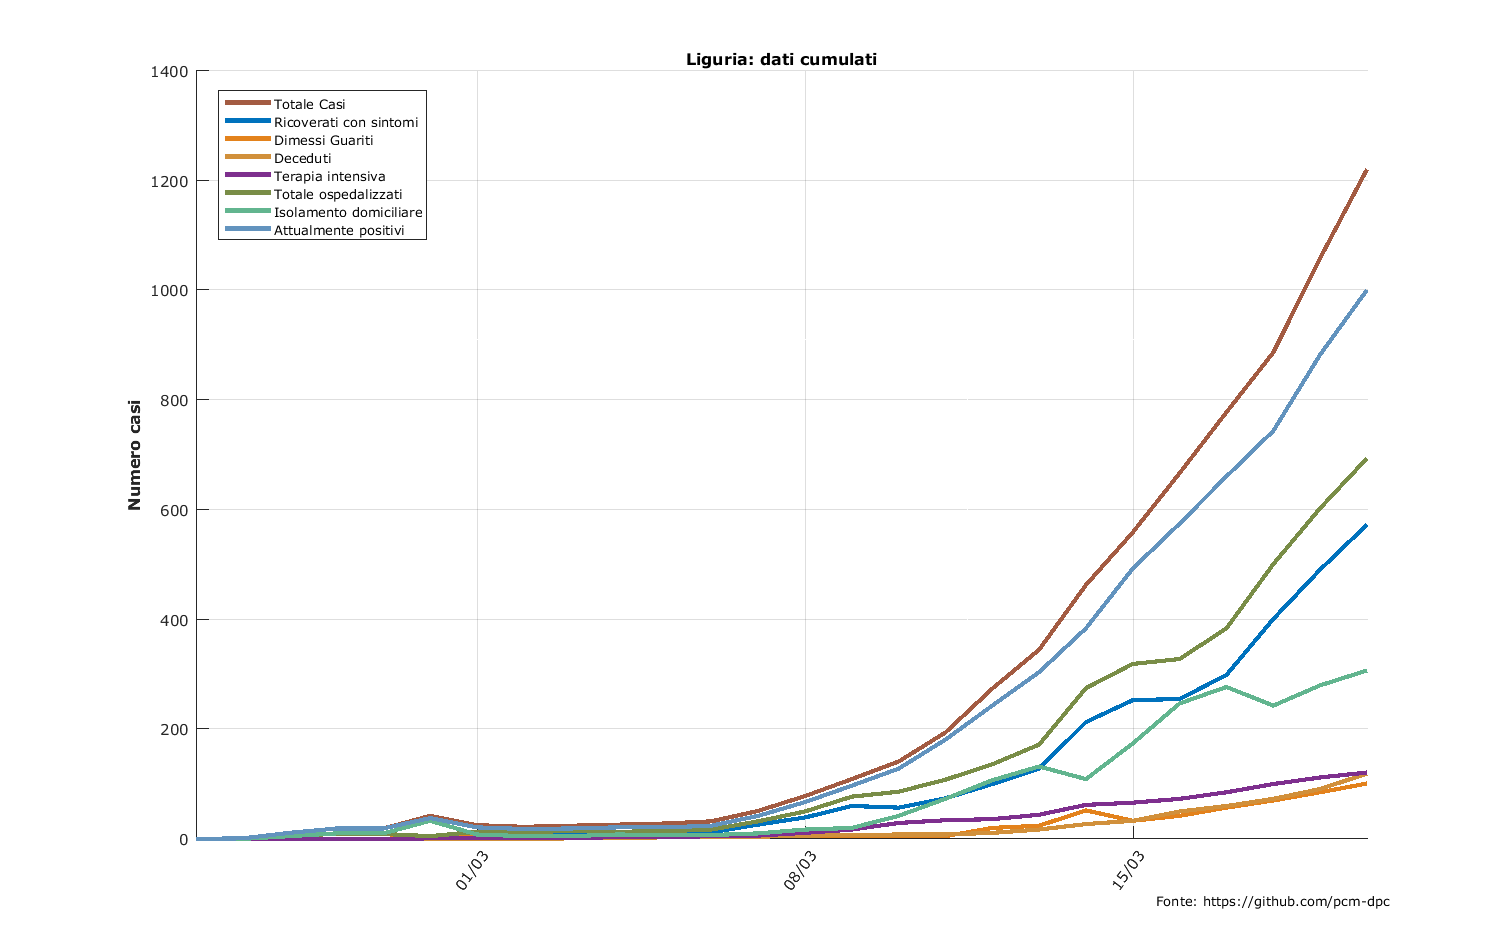 Liguria: dati cumulati
1400
1200
1000
800
600
400
200
0
Numero casi
Totale Casi
Ricoverati con sintomi
Dimessi Guariti
Deceduti
Terapia intensiva
Totale ospedalizzati
Isolamento domiciliare
Attualmente positivi
01/03
08/03
15/03
Fonte: https://github.com/pcm-dpc